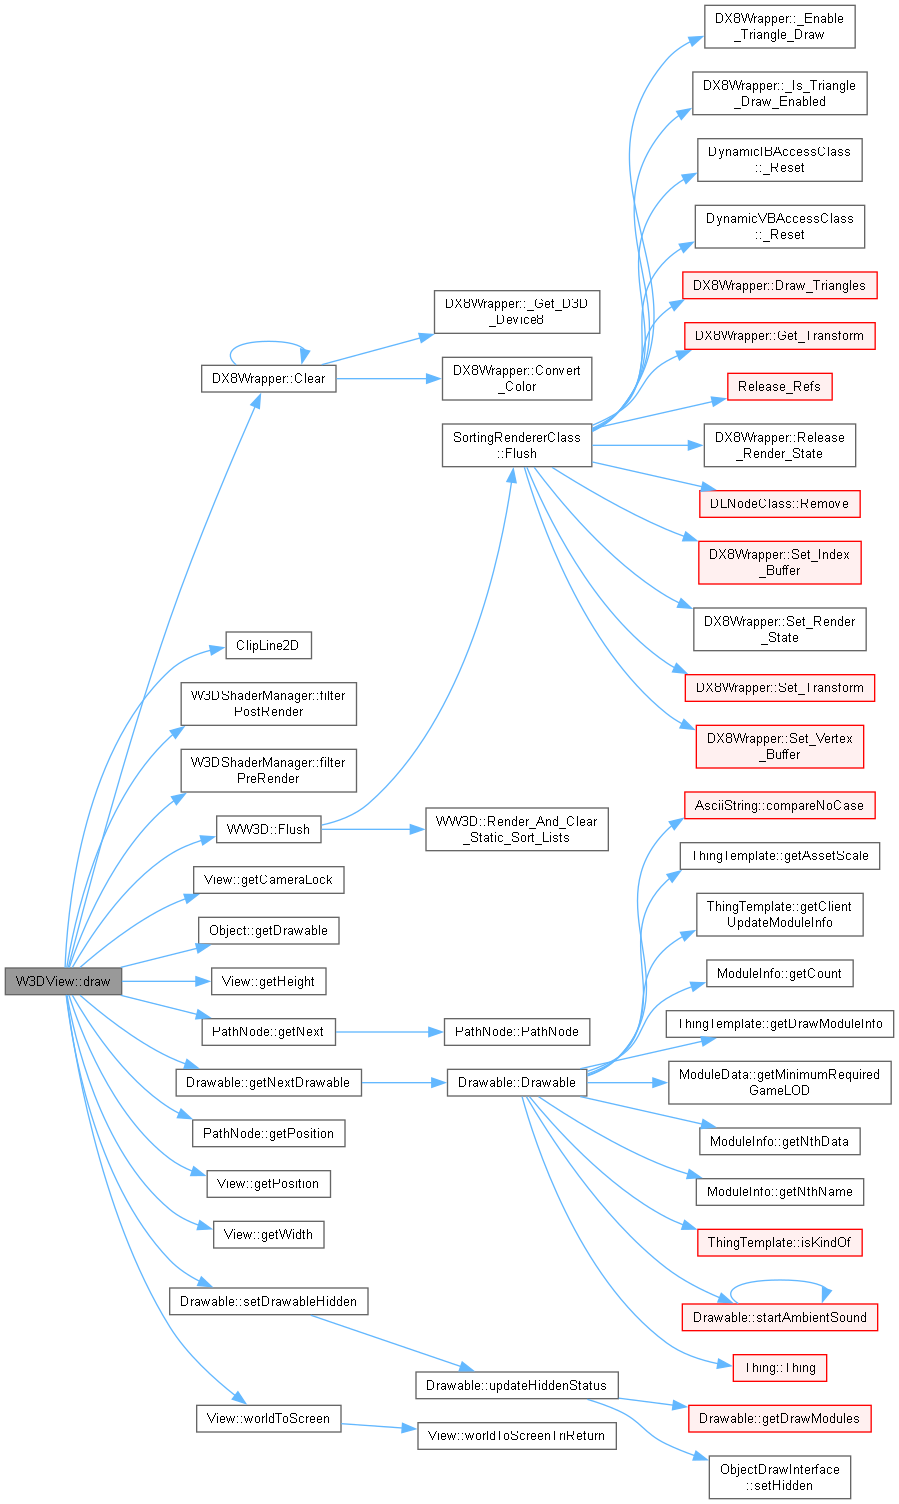 DX8Wrapper::_Enable
_Triangle_Draw
DX8Wrapper::_Is_Triangle
_Draw_Enabled
DynamicIBAccessClass
::_Reset
DynamicVBAccessClass
::_Reset
DX8Wrapper::Draw_Triangles
DX8Wrapper::_Get_D3D
_Device8
DX8Wrapper::Get_Transform
DX8Wrapper::Clear
DX8Wrapper::Convert
_Color
Release_Refs
SortingRendererClass
::Flush
DX8Wrapper::Release
_Render_State
DLNodeClass::Remove
DX8Wrapper::Set_Index
_Buffer
DX8Wrapper::Set_Render
_State
ClipLine2D
W3DShaderManager::filter
PostRender
DX8Wrapper::Set_Transform
DX8Wrapper::Set_Vertex
_Buffer
W3DShaderManager::filter
PreRender
AsciiString::compareNoCase
WW3D::Flush
WW3D::Render_And_Clear
_Static_Sort_Lists
ThingTemplate::getAssetScale
View::getCameraLock
ThingTemplate::getClient
UpdateModuleInfo
Object::getDrawable
W3DView::draw
View::getHeight
ModuleInfo::getCount
PathNode::getNext
PathNode::PathNode
ThingTemplate::getDrawModuleInfo
Drawable::getNextDrawable
Drawable::Drawable
ModuleData::getMinimumRequired
GameLOD
PathNode::getPosition
ModuleInfo::getNthData
View::getPosition
ModuleInfo::getNthName
View::getWidth
ThingTemplate::isKindOf
Drawable::setDrawableHidden
Drawable::startAmbientSound
Thing::Thing
Drawable::updateHiddenStatus
View::worldToScreen
Drawable::getDrawModules
View::worldToScreenTriReturn
ObjectDrawInterface
::setHidden